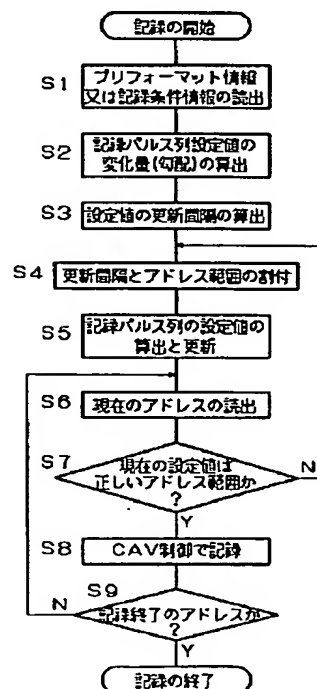 記録の開始
S1
プリフォーマット情報
又は記録条件情報の読出
S2
記録パルス列設定値の
変化量(勾配)の算出
S3
設定値の更新間隔の算出
S4
更新間隔とアドレス範囲の割付
S5
記録パルス列の設定値の
算出と更新
S6
現在のアドレスの読出
S7
現在の設定値は
正しいアドレス範囲か
?
N
Y
S8
CAV制御で記録
S9
N
記録終了のアドレスか
?
Y
記録の終了